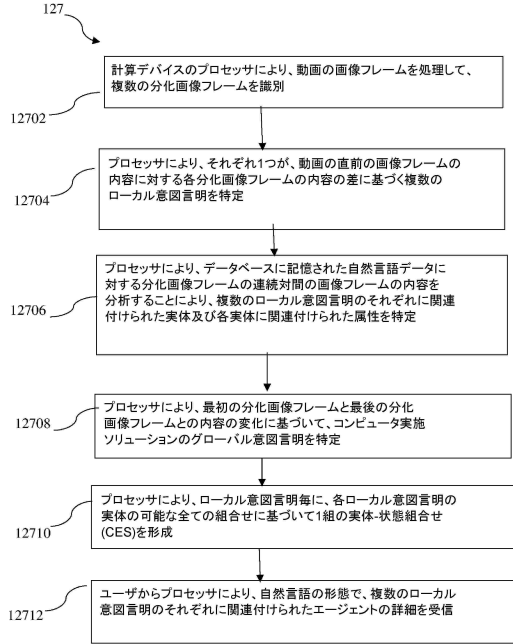 127
計算デバイスのプロセッサにより、動画の画像フレームを処理して、
複数の分化画像フレームを識別
12702
プロセッサにより、それぞれ1つが、動画の直前の画像フレームの
内容に対する各分化画像フレームの内容の差に基づく複数の
ローカル意図言明を特定
12704
プロセッサにより、データベースに記憶された自然言語データに
対する分化画像フレームの連続対間の画像フレームの内容を
分析することにより、複数のローカル意図言明のそれぞれに関連
付けられた実体及び各実体に関連付けられた属性を特定
12706
プロセッサにより、最初の分化画像フレームと最後の分化
画像フレームとの内容の変化に基づいて、コンピュータ実施
ソリューションのグローバル意図言明を特定
12708
プロセッサにより、ローカル意図言明毎に、各ローカル意図言明の
実体の可能な全ての組合せに基づいて1組の実体-状態組合せ
(CES)を形成
12710
ユーザからプロセッサにより、自然言語の形態で、複数のローカル
意図言明のそれぞれに関連付けられたエージェントの詳細を受信
12712